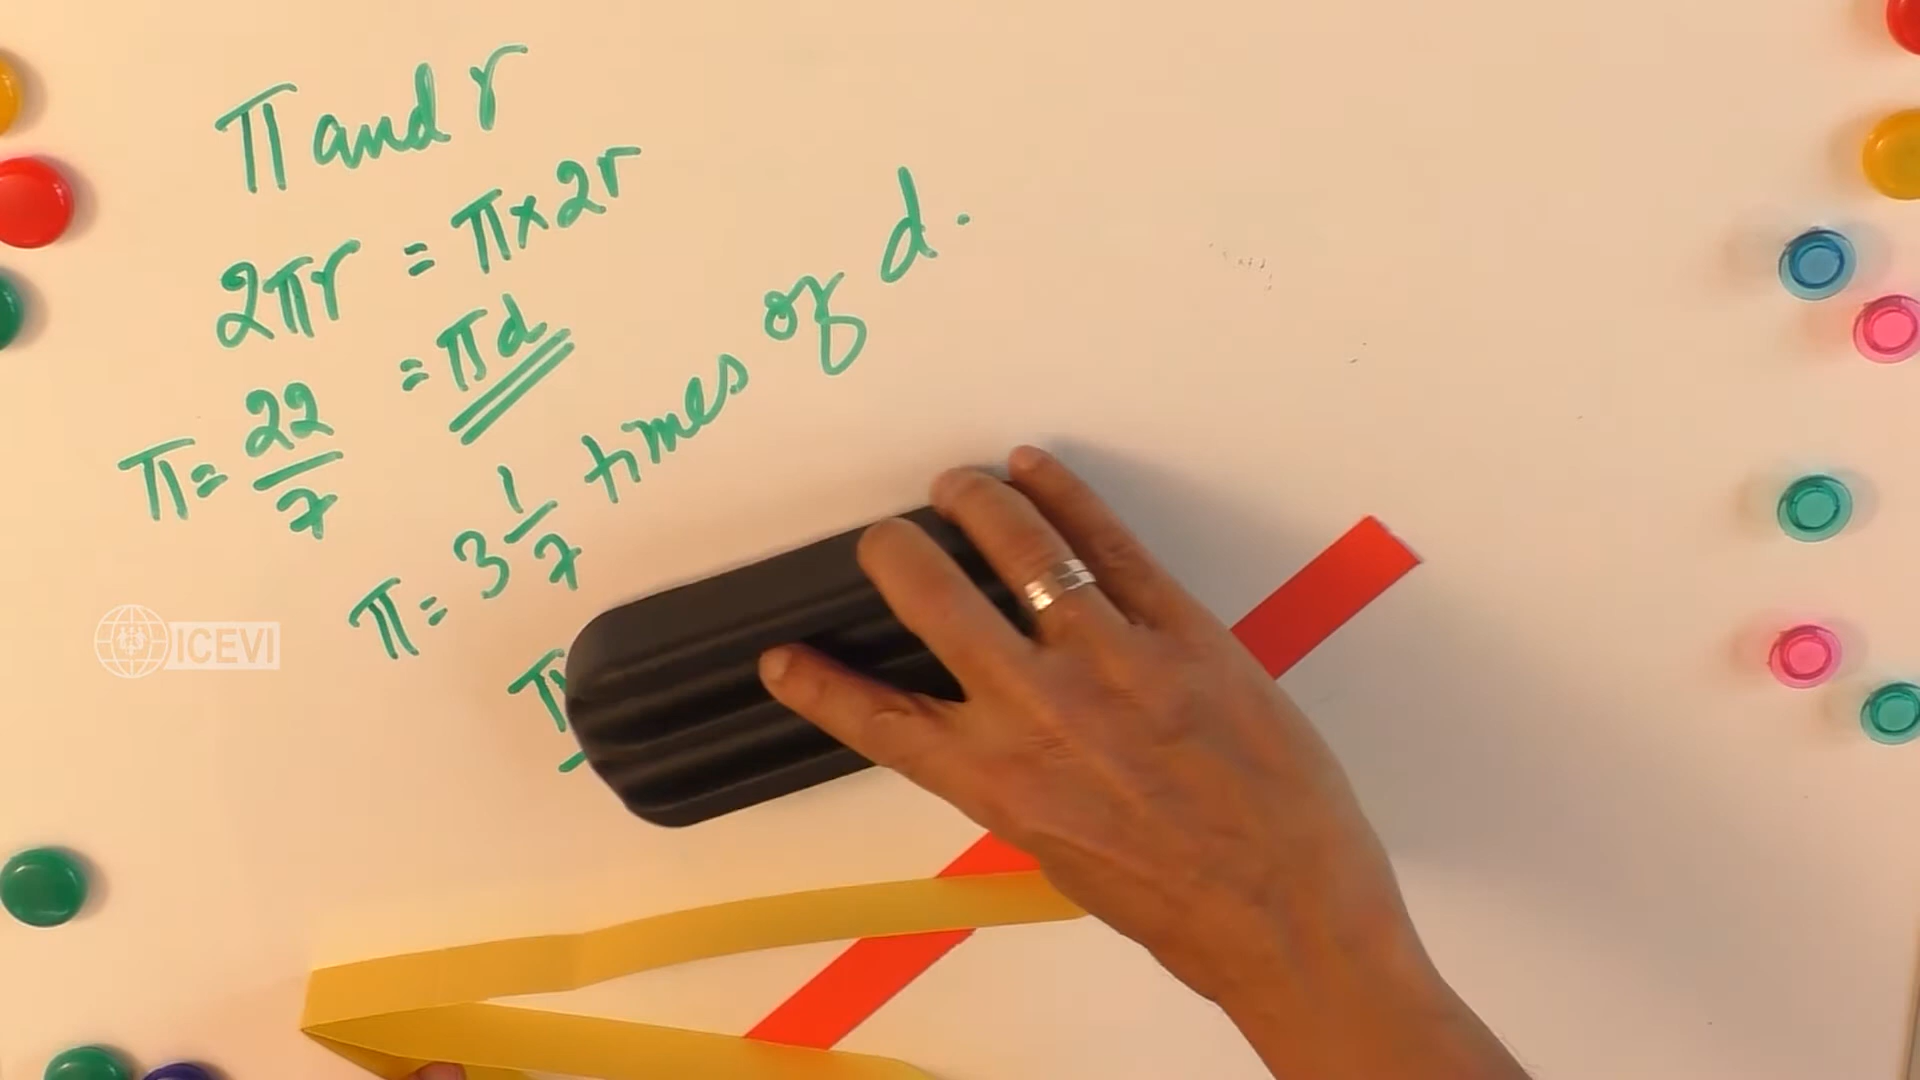 π and r
2πr = π×2r
= πd
π = 22/7
π = 3 1/7 times of d.
π
ICEVI